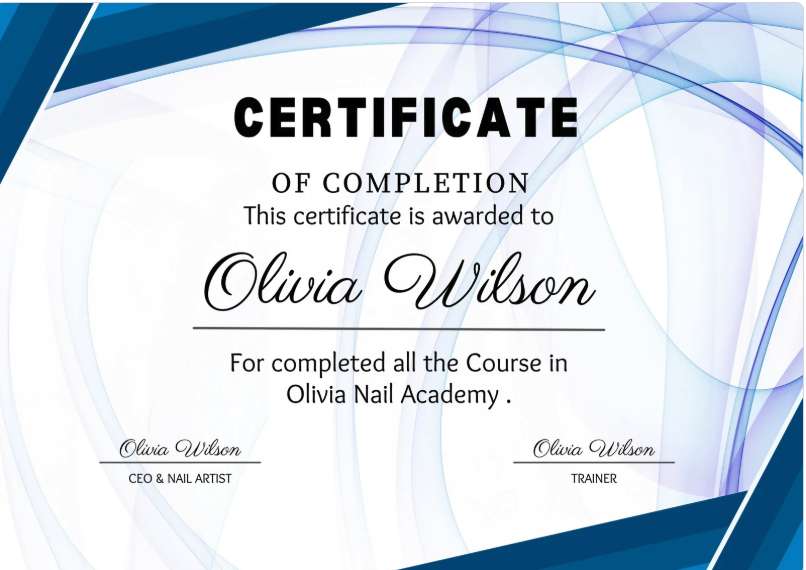 CERTIFICATE
OF COMPLETION
This certificate is awarded to
Olivia Wilson
For completed all the Course in
Olivia Nail Academy .
Olivia Wilson
CEO & NAIL ARTIST
Olivia Wilson
TRAINER